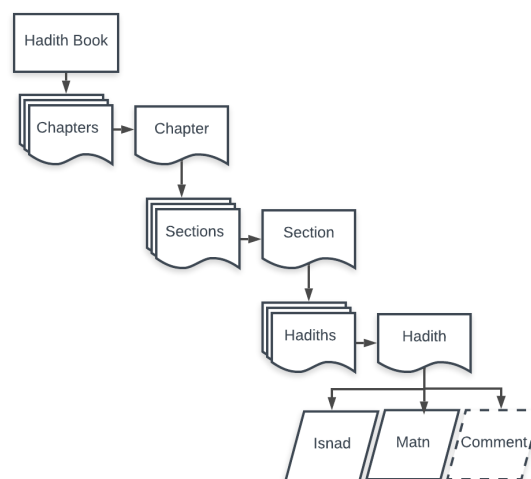 Hadith Book
Chapters
Chapter
Sections
Section
Hadiths
Hadith
Isnad
Matn
Comment